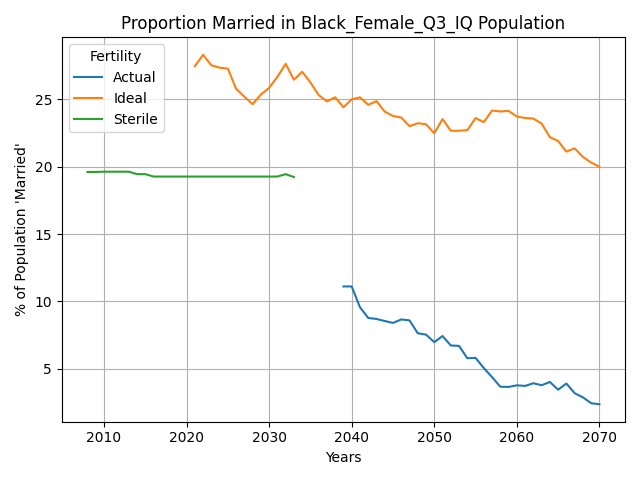 Proportion Married in Black_Female_Q3_IQ Population
% of Population 'Married'
Fertility
Actual
Ideal
Sterile
25
20
15
10
5
2010 2020 2030 2040 2050 2060 2070
Years